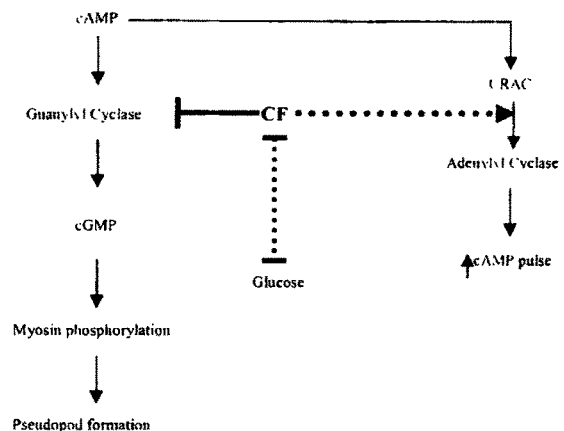 cAMP
CRAC
Guanylyl Cyclase
CF
Adenylyl Cyclase
cGMP
cAMP pulse
Glucose
Myosin phosphorylation
Pseudopod formation